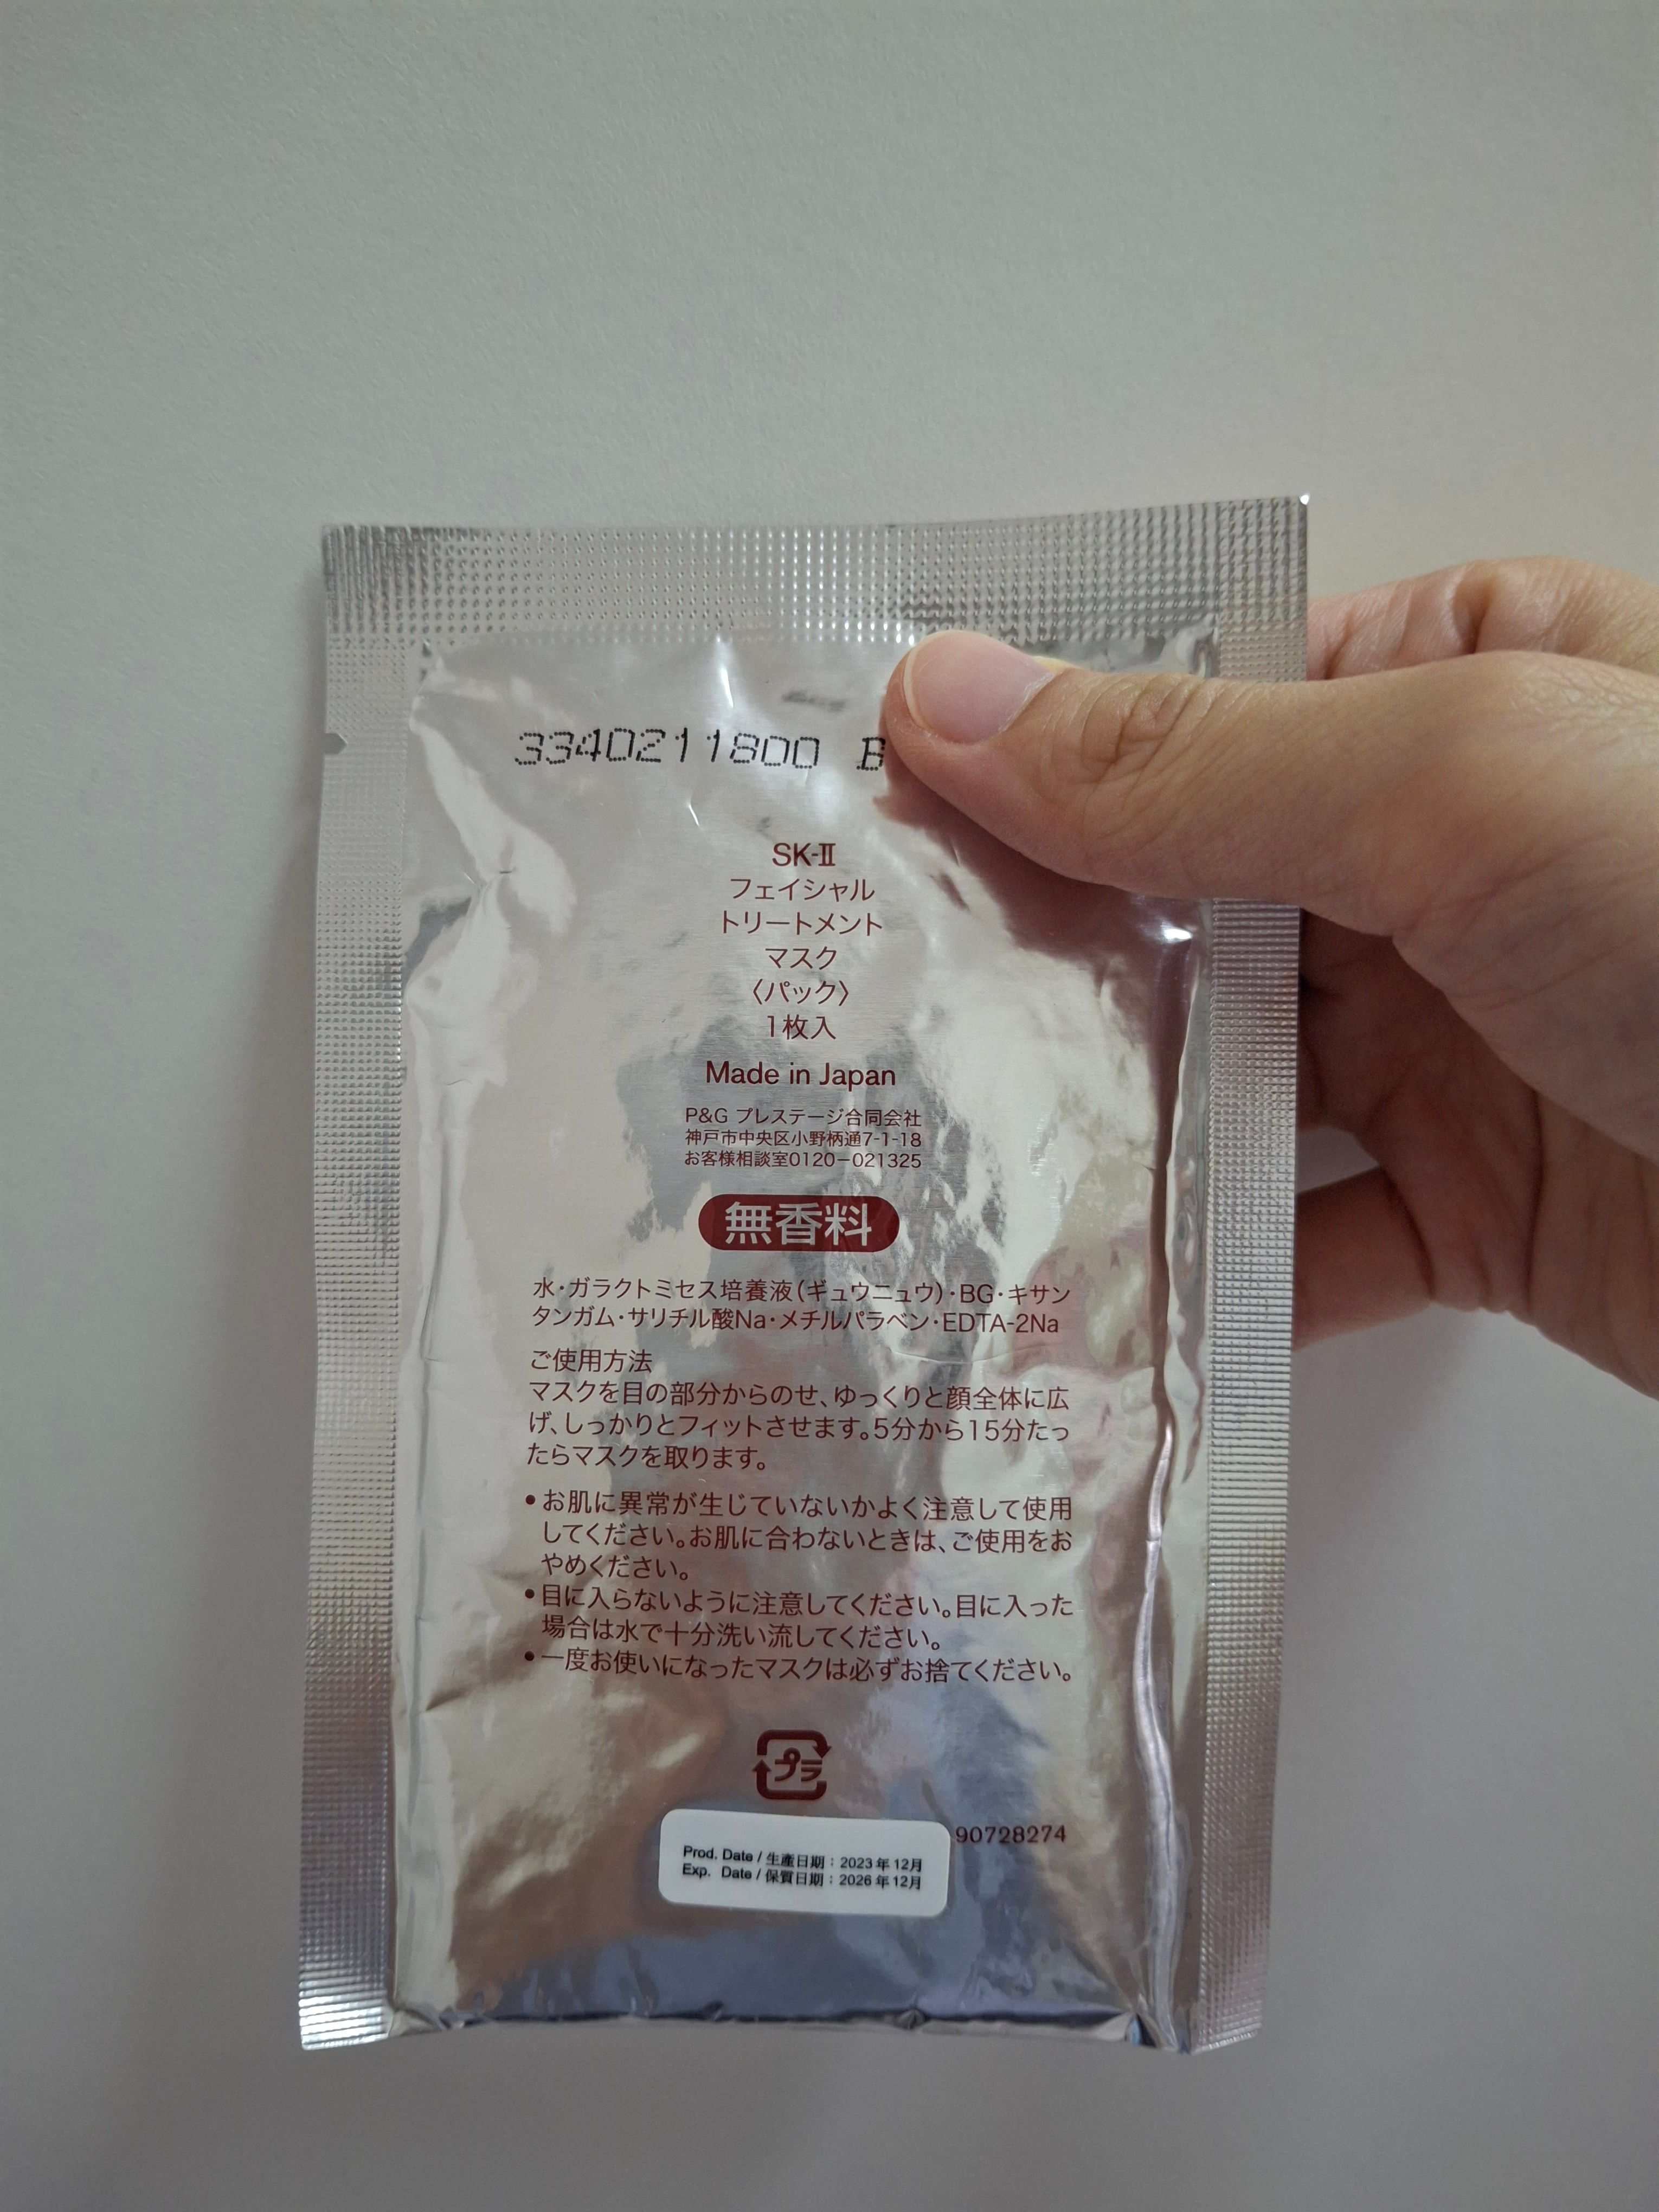 3340211800 B
SK-Ⅱ
フェイシャル
トリートメント
マスク
〈パック〉
1枚入
Made in Japan
P&G プレステージ合同会社
神戸市中央区小野柄通7-1-18
お客様相談室0120-021325
無香料
水・ガラクトミセス培養液(ギュウニュウ)・BG・キサン
タンガム・サリチル酸Na・メチルパラベン・EDTA-2Na
ご使用方法
マスクを目の部分からのせ、ゆっくりと顔全体に広
げ、しっかりとフィットさせます。5分から15分たっ
たらマスクを取ります。
•お肌に異常が生じていないかよく注意して使用
してください。お肌に合わないときは、ご使用をお
やめください。
•目に入らないように注意してください。目に入った
場合は水で十分洗い流してください。
•一度お使いになったマスクは必ずお捨てください。
プラ
90728274
Prod. Date / 生產日期:2023年12月
Exp. Date / 保質日期:2026年12月